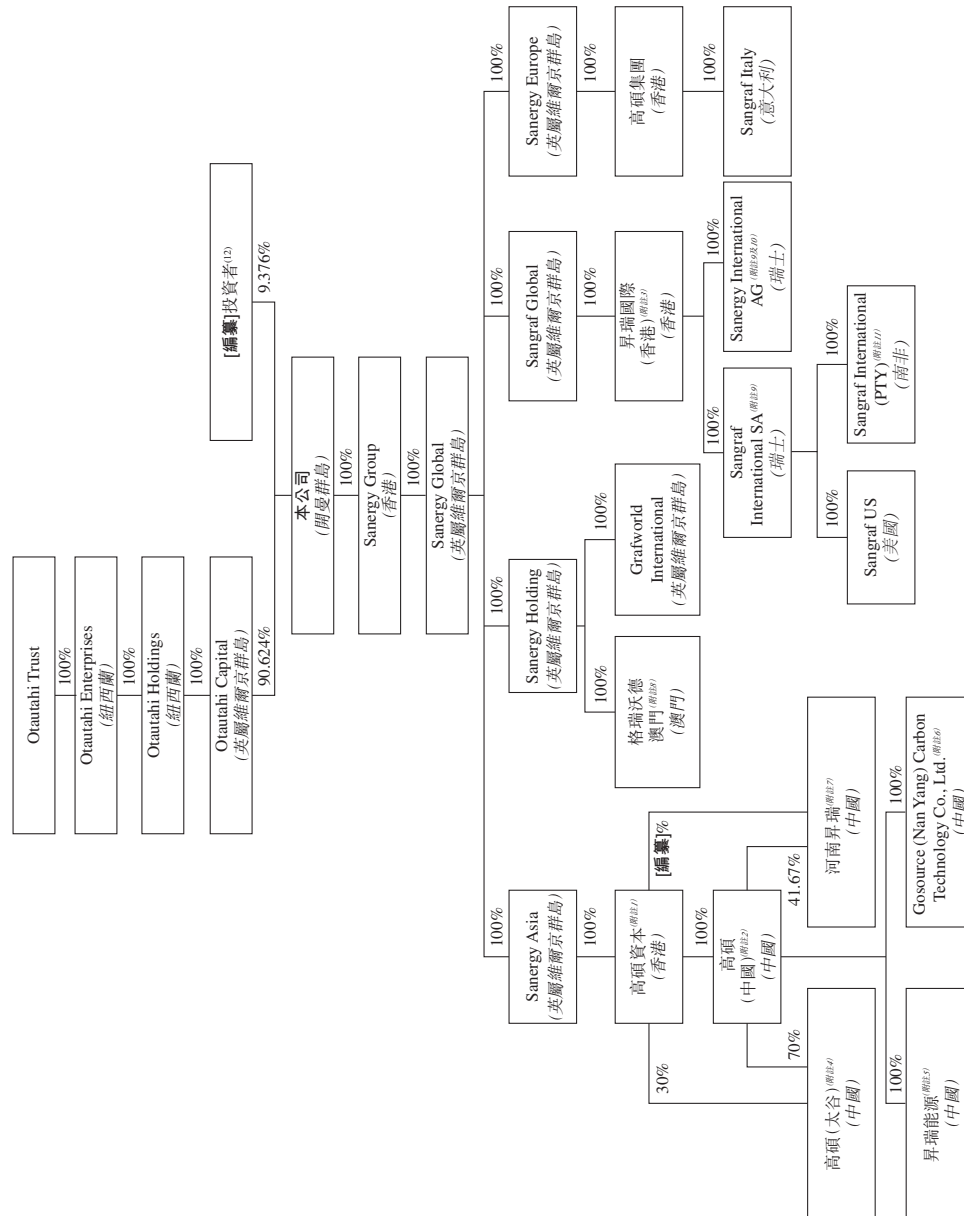 Otautahi Trust
100%
Otautahi Enterprises
(紐西蘭)
100%
Otautahi Holdings
(紐西蘭)
100%
Otautahi Capital
(英屬維爾京群島)
90.624%
[編纂]投資者(12)
9.376%
本公司
(開曼群島)
100%
Sanergy Group
(香港)
100%
Sanergy Global
(英屬維爾京群島)
100%
Sanergy Asia
(英屬維爾京群島)
100%
Sanergy Holding
(英屬維爾京群島)
100%
Sangraf Global
(英屬維爾京群島)
100%
Sanergy Europe
(英屬維爾京群島)
100%
高碩資本(附註1)
(香港)
100%
格瑞沃德
澳門(附註8)
(澳門)
100%
Grafworld
International
(英屬維爾京群島)
100%
昇瑞國際
(香港)(附註3)
(香港)
100%
高碩集團
(香港)
30%
100%
高碩
(中國)(附註2)
(中國)
[編纂]%
100%
Sangraf
International SA(附註9)
(瑞士)
100%
Sanergy International
AG (附註9及10)
(瑞士)
100%
Sangraf Italy
(意大利)
70%
高碩(太谷)(附註4)
(中國)
41.67%
河南昇瑞(附註7)
(中國)
100%
Sangraf US
(美國)
100%
Sangraf International
(PTY)(附註11)
(南非)
100%
昇瑞能源(附註5)
(中國)
100%
Gosource (Nan Yang) Carbon
Technology Co., Ltd.(附註6)
(中國)